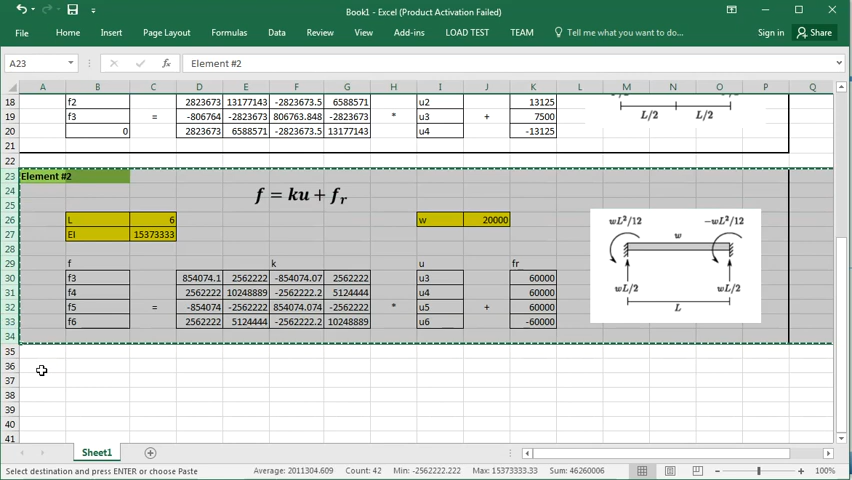 Book1 - Excel (Product Activation Failed)
File Home Insert Page Layout Formulas Data Review View Add-ins LOAD TEST TEAM Tell me what you want to do... Sign in Share
A23 fx Element #2
A B C D E F G H I J K L M N O P Q
18 f2 2823673 13177143 -2823673.5 6588571 u2 13125
19 f3 = -806764 -2823673 806763.848 -2823673 * u3 + 7500 L/2 L/2
20 0 2823673 6588571 -2823673.5 13177143 u4 -13125
21
22
23 Element #2
24 f = ku + fr
25
26 L 6 w 20000 wL²/12 -wL²/12
27 EI 15373333 w
28
29 f k u fr
30 f3 854074.1 2562222 -854074.07 2562222 u3 60000
31 f4 2562222 10248889 -2562222.2 5124444 u4 60000 wL/2 wL/2
32 f5 = -854074 -2562222 854074.074 -2562222 * u5 + 60000 L
33 f6 2562222 5124444 -2562222.2 10248889 u6 -60000
34
35
36
37
38
39
40
41
Sheet1
Select destination and press ENTER or choose Paste Average: 2011304.609 Count: 42 Min: -2562222.222 Max: 15373333.33 Sum: 46260006 100%